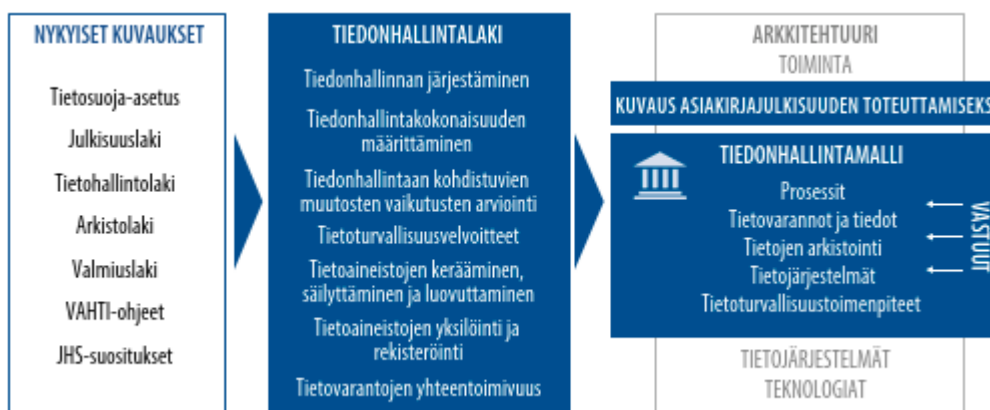 NYKYISET KUVAUKSET
Tietosuoja-asetus
Julkisuuslaki
Tietohallintolaki
Arkistolaki
Valmiuslaki
VAHTI-ohjeet
JHS-suositukset
TIEDONHALLINTALAKI
Tiedonhallinnan järjestäminen
Tiedonhallintakokonaisuuden
määrittäminen
Tiedonhallintaan kohdistuvien
muutosten vaikutusten arviointi
Tietoturvallisuusvelvoitteet
Tietoaineistojen kerääminen,
säilyttäminen ja luovuttaminen
Tietoaineistojen yksilöinti ja
rekisteröinti
Tietovarantojen yhteentoimivuus
ARKKITEHTUURI
TOIMINTA
KUVAUS ASIAKIRJAJULKISUUDEN TOTEUTTAMISEKS
TIEDONHALLINTAMALLI
Prosessit
Tietovarannot ja tiedot
Tietojen arkistointi
Tietojärjestelmät
Tietoturvallisuustoimenpiteet
VASTUUT
TIETOJÄRJESTELMÄT
TEKNOLOGIAT